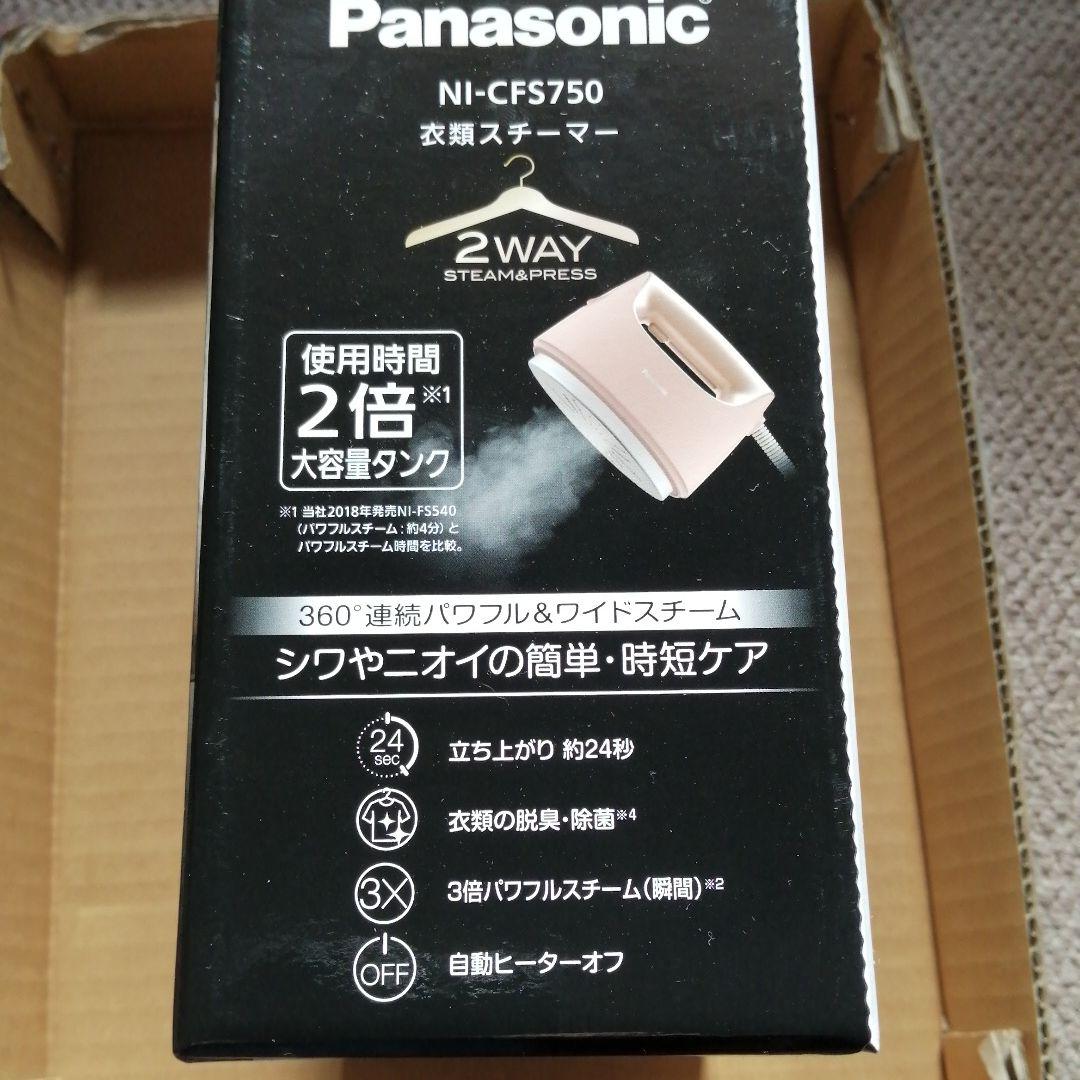 Panasonic
NI-CFS750
衣類スチーマー
2WAY
STEAM&PRESS
使用時間
2倍※1
大容量タンク
※1 当社2018年発売NI-FS540
(パワフルスチーム:約4分)と
パワフルスチーム時間を比較。
Panasonic
360°連続パワフル&ワイドスチーム
シワやニオイの簡単・時短ケア
24
sec
立ち上がり 約24秒
衣類の脱臭・除菌※4
3X
3倍パワフルスチーム(瞬間)※2
OFF
自動ヒーターオフ